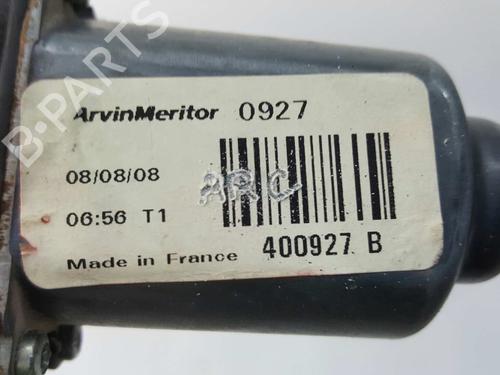 B-PARTS
ArvinMeritor 0927
08/08/08
ARC
06:56 T1
400927 B
Made in France